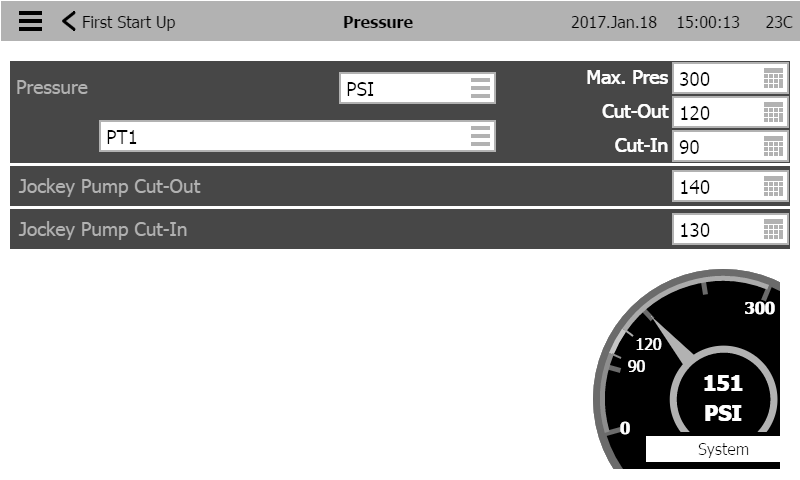 First Start Up Pressure 2017.Jan.18 15:00:13 23C
Pressure PSI Max. Pres 300
Cut-Out 120
PT1 Cut-In 90
Jockey Pump Cut-Out 140
Jockey Pump Cut-In 130
300
120
90
151
PSI
0
System